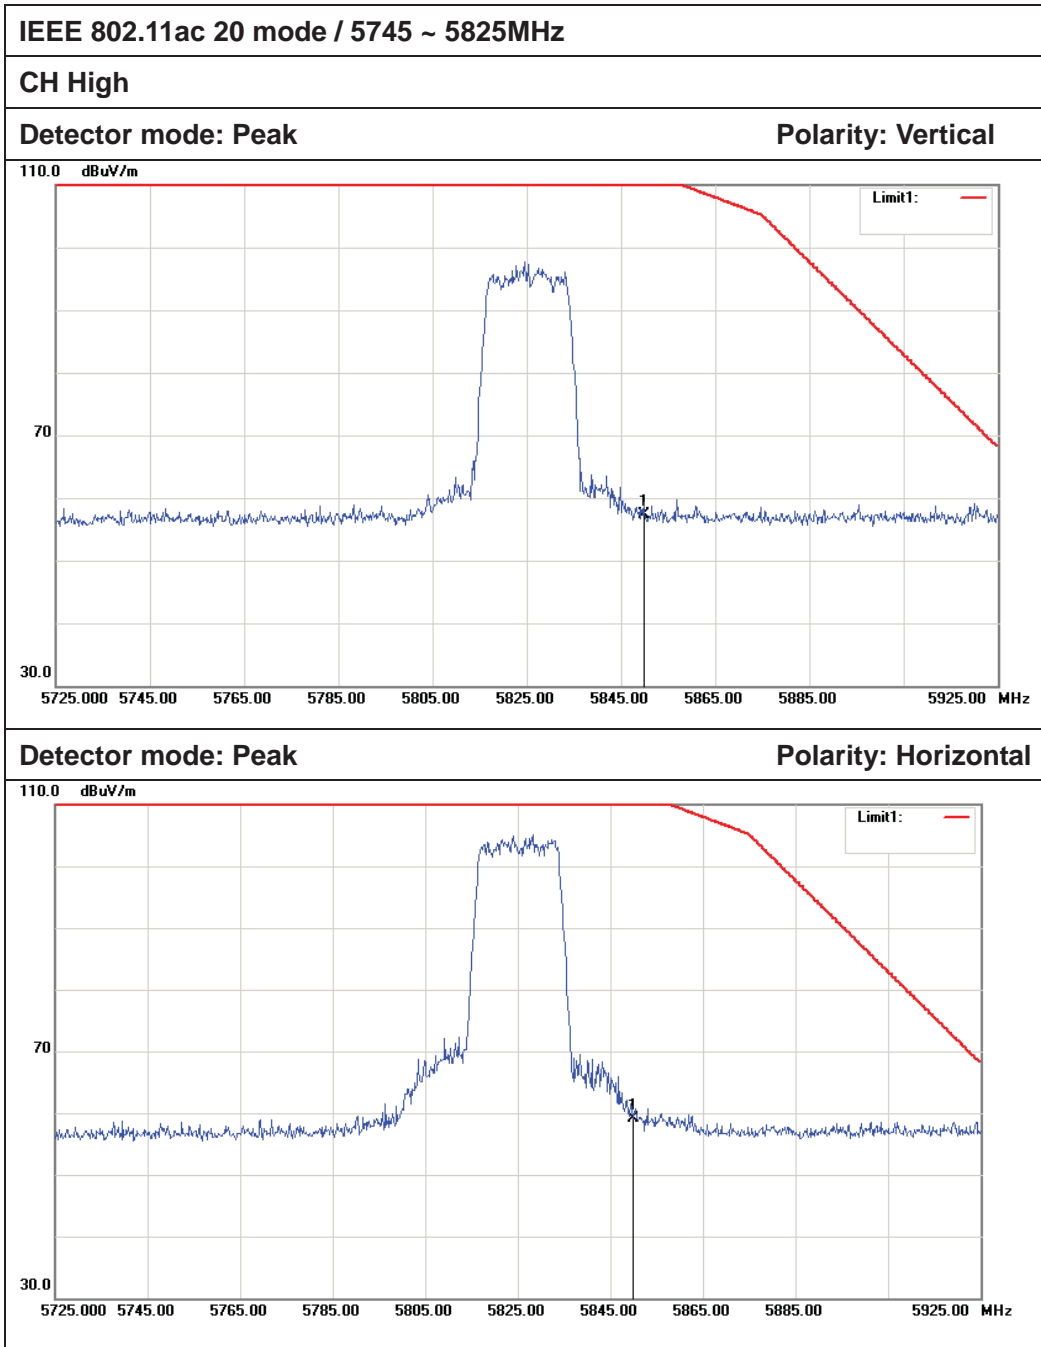 IEEE 802.11ac 20 mode / 5745 ~ 5825MHz
CH High
Detector mode: Peak Polarity: Vertical
110.0 dBuV/m
Limit1:
70
1
30.0
5725.000 5745.00 5765.00 5785.00 5805.00 5825.00 5845.00 5865.00 5885.00 5925.00 MHz
Detector mode: Peak Polarity: Horizontal
110.0 dBuV/m
Limit1:
70
1
30.0
5725.000 5745.00 5765.00 5785.00 5805.00 5825.00 5845.00 5865.00 5885.00 5925.00 MHz